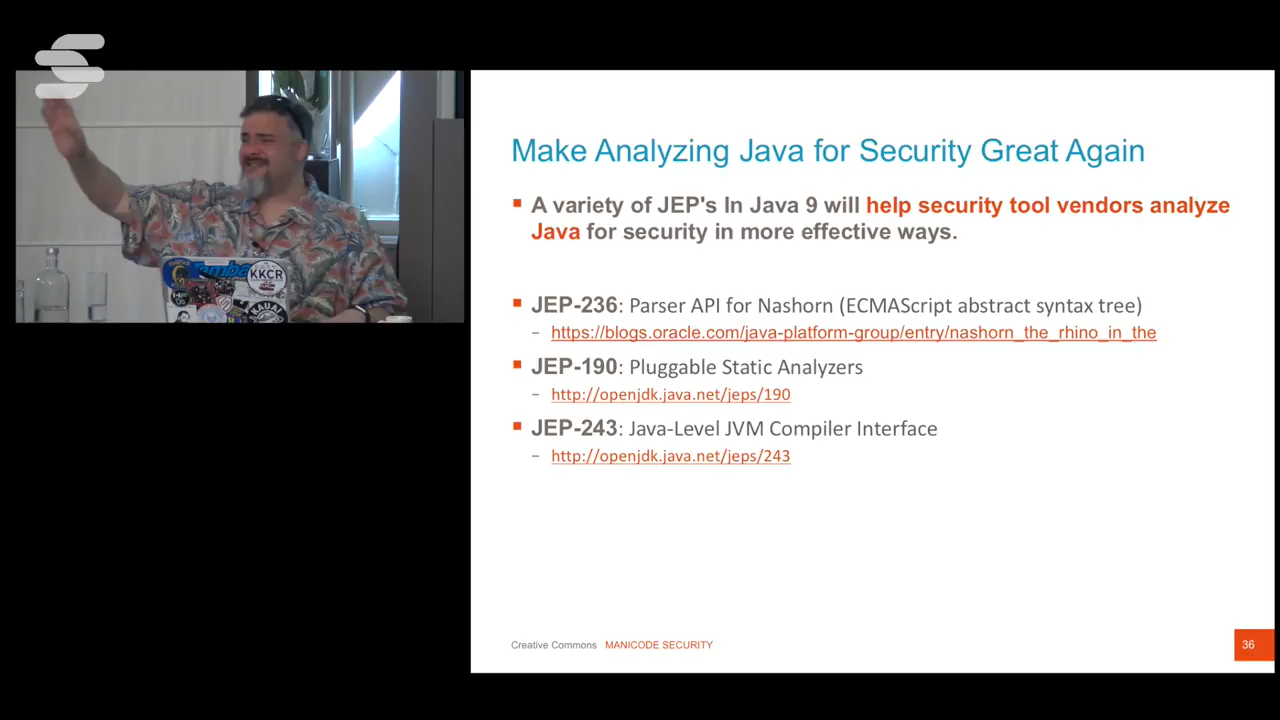 Make Analyzing Java for Security Great Again
▪ A variety of JEP's In Java 9 will help security tool vendors analyze
Java for security in more effective ways.
▪ JEP-236: Parser API for Nashorn (ECMAScript abstract syntax tree)
– https://blogs.oracle.com/java-platform-group/entry/nashorn_the_rhino_in_the
▪ JEP-190: Pluggable Static Analyzers
– http://openjdk.java.net/jeps/190
▪ JEP-243: Java-Level JVM Compiler Interface
– http://openjdk.java.net/jeps/243
Creative Commons MANICODE SECURITY
36
KKCR
KAUAI